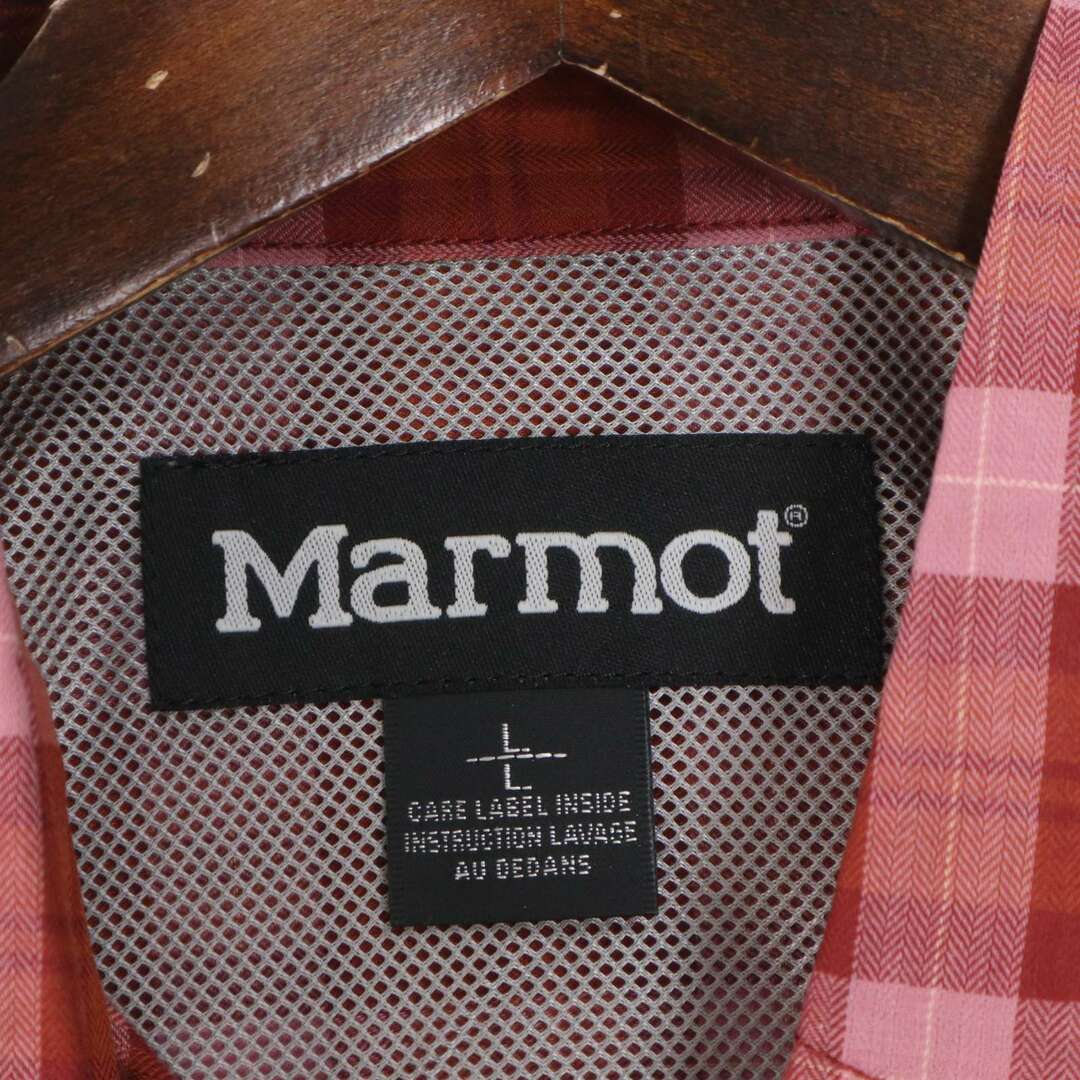 Marmot®
L
L
CARE LABEL INSIDE
INSTRUCTION LAVAGE
AU DEDANS